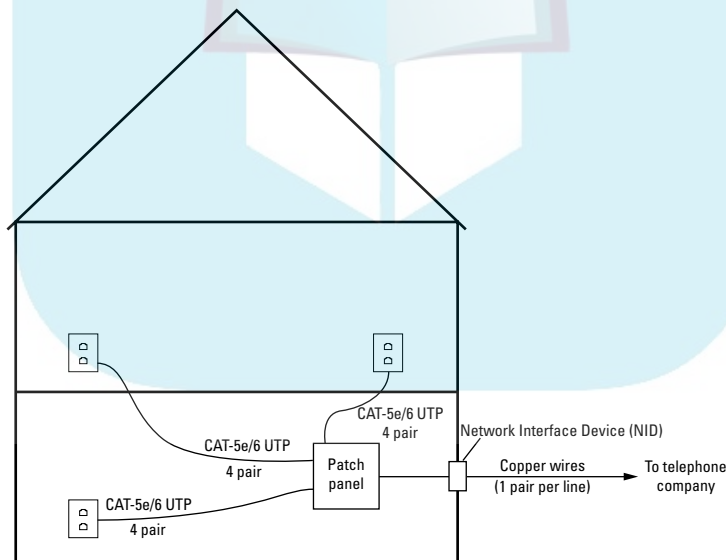 CAT-5e/6 UTP
4 pair
Network Interface Device (NID)
CAT-5e/6 UTP
4 pair
Patch
panel
Copper wires
(1 pair per line)
To telephone
company
CAT-5e/6 UTP
4 pair